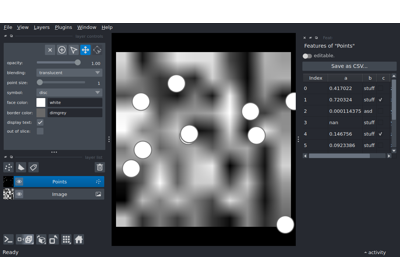 File View Layers Plugins Window Help
Features of "Points"
opacity: 1.00
blending: translucent
point size:
symbol: disc
face color: white
border color: dimgrey
display text: ✓
out of slice:
editable
Save as CSV...
Index a b c
0 0.417022 stuff
1 0.720324 stuff ✓
2 0.000114375 asd
3 nan stuff
4 0.146756 stuff ✓
5 0.0923386 stuff
Points
Image
Ready
activity